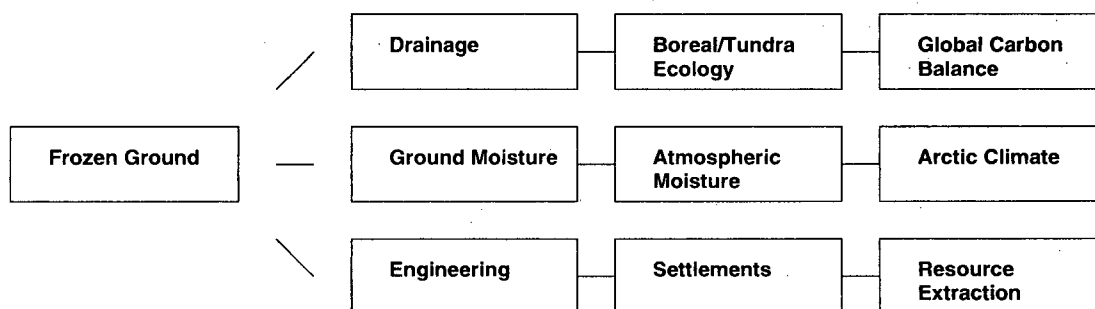 Drainage
Boreal/Tundra
Ecology
Global Carbon
Balance
Frozen Ground
Ground Moisture
Atmospheric
Moisture
Arctic Climate
Engineering
Settlements
Resource
Extraction